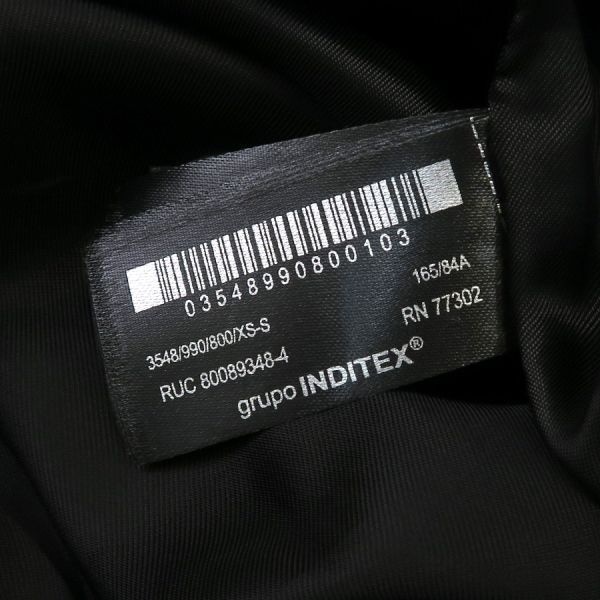 03548990800103
3548/990/800/XS-S 165/84A
RUC 80089348-4 RN 77302
grupo INDITEX®